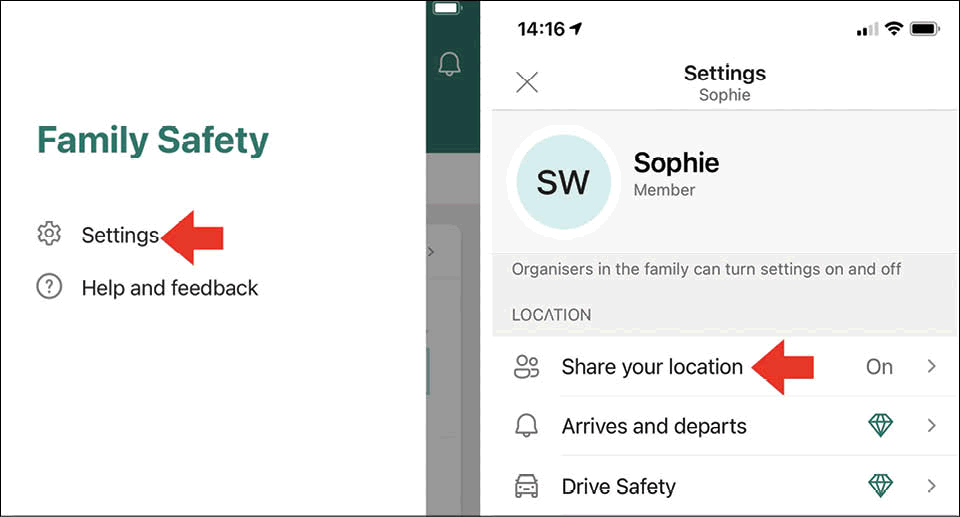 Family Safety
Settings
Help and feedback
14:16
Settings
Sophie
SW
Sophie
Member
Organisers in the family can turn settings on and off
LOCATION
Share your location On
Arrives and departs
Drive Safety